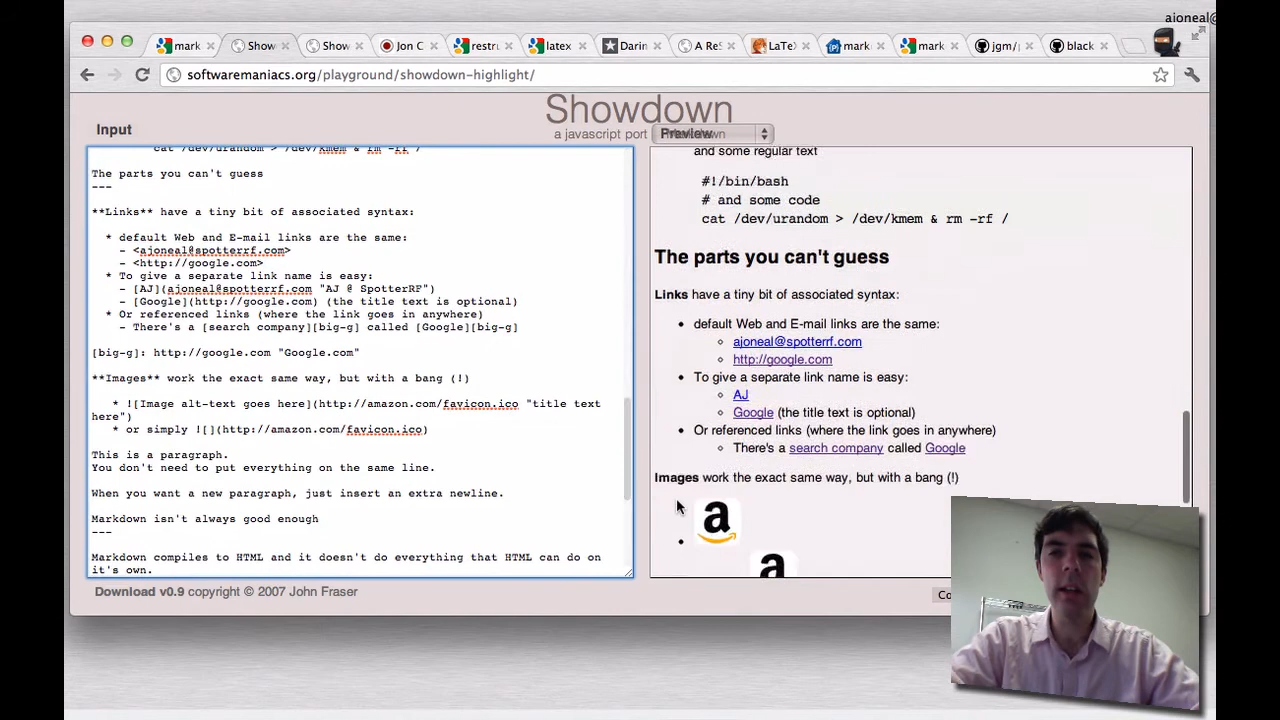 aioneal@
mark
Show
Show
Jon C
restr
latex
Darin
A ReS
LaTeX
mark
mark
jgm/
black
softwaremaniacs.org/playground/showdown-highlight/
Showdown
a javascript port
Preview
Input
cat /dev/urandom > /dev/kmem & rm -rf /
The parts you can't guess
---
**Links** have a tiny bit of associated syntax:
* default Web and E-mail links are the same:
- <ajoneal@spotterrf.com>
- <http://google.com>
* To give a separate link name is easy:
- [AJ](ajoneal@spotterrf.com "AJ @ SpotterRF")
- [Google](http://google.com) (the title text is optional)
* Or referenced links (where the link goes in anywhere)
- There's a [search company][big-g] called [Google][big-g]
[big-g]: http://google.com "Google.com"
**Images** work the exact same way, but with a bang (!)
* ![Image alt-text goes here](http://amazon.com/favicon.ico "title text
here")
* or simply ![](http://amazon.com/favicon.ico)
This is a paragraph.
You don't need to put everything on the same line.
When you want a new paragraph, just insert an extra newline.
Markdown isn't always good enough
---
Markdown compiles to HTML and it doesn't do everything that HTML can do on
it's own.
and some regular text
#!/bin/bash
# and some code
cat /dev/urandom > /dev/kmem & rm -rf /
The parts you can't guess
Links have a tiny bit of associated syntax:
default Web and E-mail links are the same:
ajoneal@spotterrf.com
http://google.com
To give a separate link name is easy:
AJ
Google (the title text is optional)
Or referenced links (where the link goes in anywhere)
There's a search company called Google
Images work the exact same way, but with a bang (!)
a
a
Download v0.9 copyright © 2007 John Fraser
Co